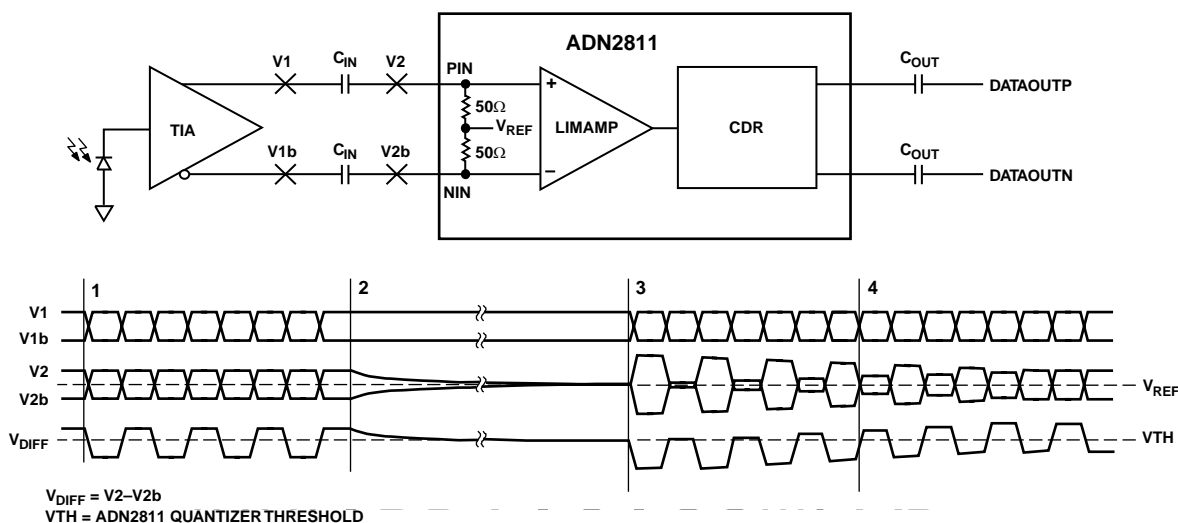 ADN2811
V1
C_IN
V2
PIN
C_OUT
DATAOUTP
50Ω
TIA
V_REF
+
LIMAMP
CDR
50Ω
V1b
C_IN
V2b
−
NIN
C_OUT
DATAOUTN
1
2
3
4
V1
V1b
V2
V_REF
V2b
V_DIFF
VTH
V_DIFF = V2–V2b
VTH = ADN2811 QUANTIZER THRESHOLD